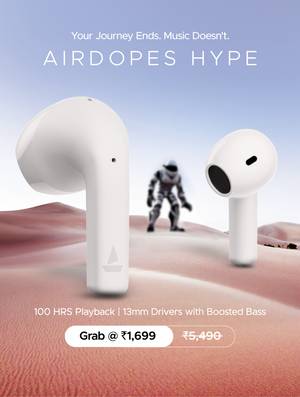 Your Journey Ends. Music Doesn't.
AIRDOPES HYPE
100 HRS Playback | 13mm Drivers with Boosted Bass
Grab @ ₹1,699 ₹5,490